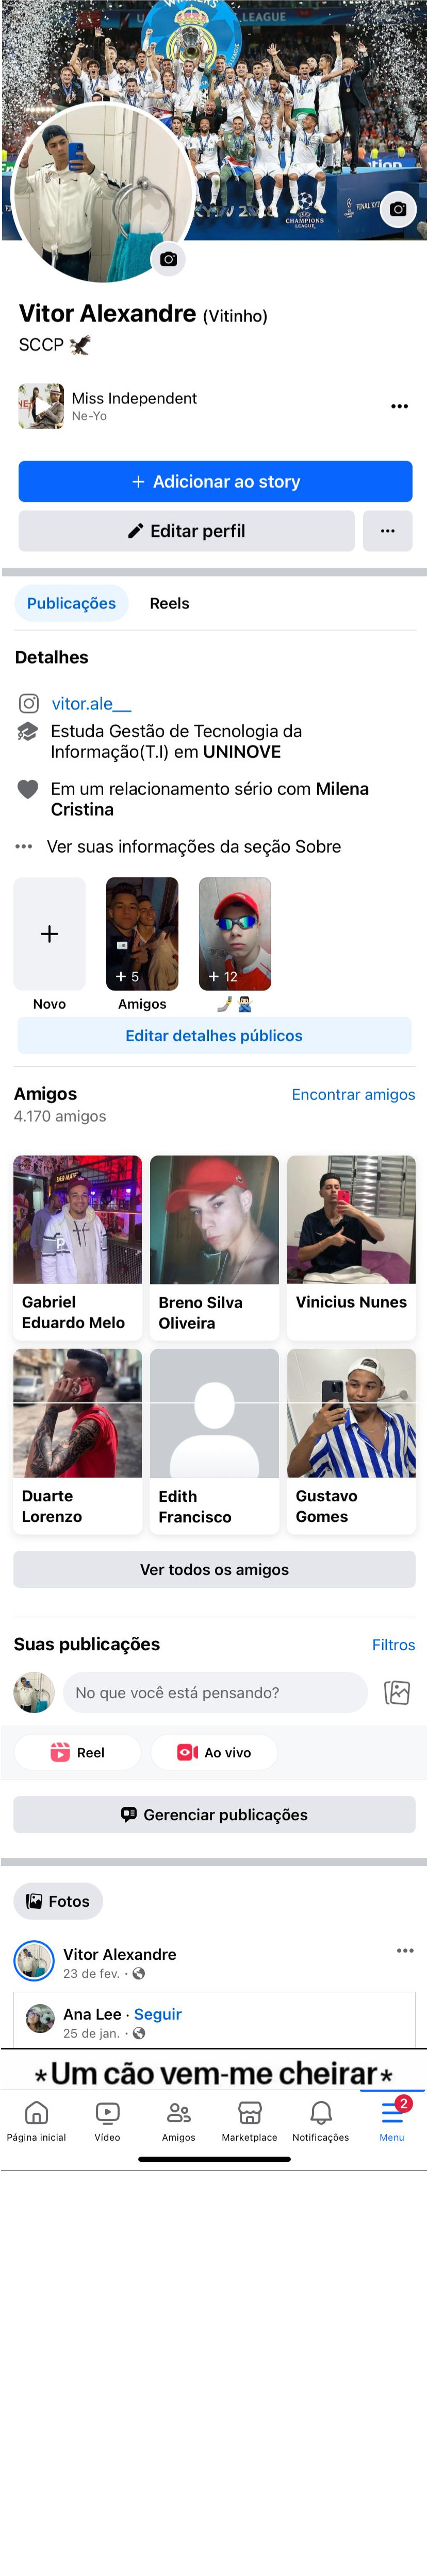 WINNERS
LEAGUE
CHAMPIONS
LEAGUE
Vitor Alexandre (Vitinho)
SCCP
Miss Independent
Ne-Yo
+ Adicionar ao story
Editar perfil
Publicações Reels
Detalhes
vitor.ale__
Estuda Gestão de Tecnologia da
Informação(T.I) em UNINOVE
Em um relacionamento sério com Milena
Cristina
Ver suas informações da seção Sobre
+ 5 + 12
Novo Amigos
Editar detalhes públicos
Amigos Encontrar amigos
4.170 amigos
Gabriel
Eduardo Melo
Breno Silva
Oliveira
Vinicius Nunes
Duarte
Lorenzo
Edith
Francisco
Gustavo
Gomes
Ver todos os amigos
Suas publicações Filtros
No que você está pensando?
Reel Ao vivo
Gerenciar publicações
Fotos
Vitor Alexandre
23 de fev. ·
Ana Lee · Seguir
25 de jan. ·
*Um cão vem-me cheirar*
2
Página inicial Vídeo Amigos Marketplace Notificações Menu